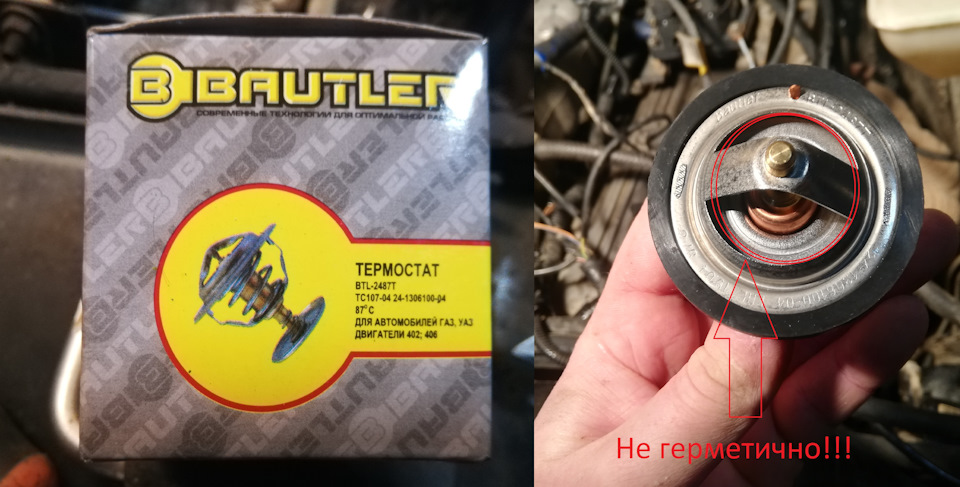 BAUTLER
СОВРЕМЕННЫЕ ТЕХНОЛОГИИ ДЛЯ ОПТИМАЛЬНОЙ
ТЕРМОСТАТ
BTL-2487T
ТС107-04 24-1306100-04
87°С
ДЛЯ АВТОМОБИЛЕЙ ГАЗ, УАЗ
ДВИГАТЕЛИ 402; 406
Не герметично!!!